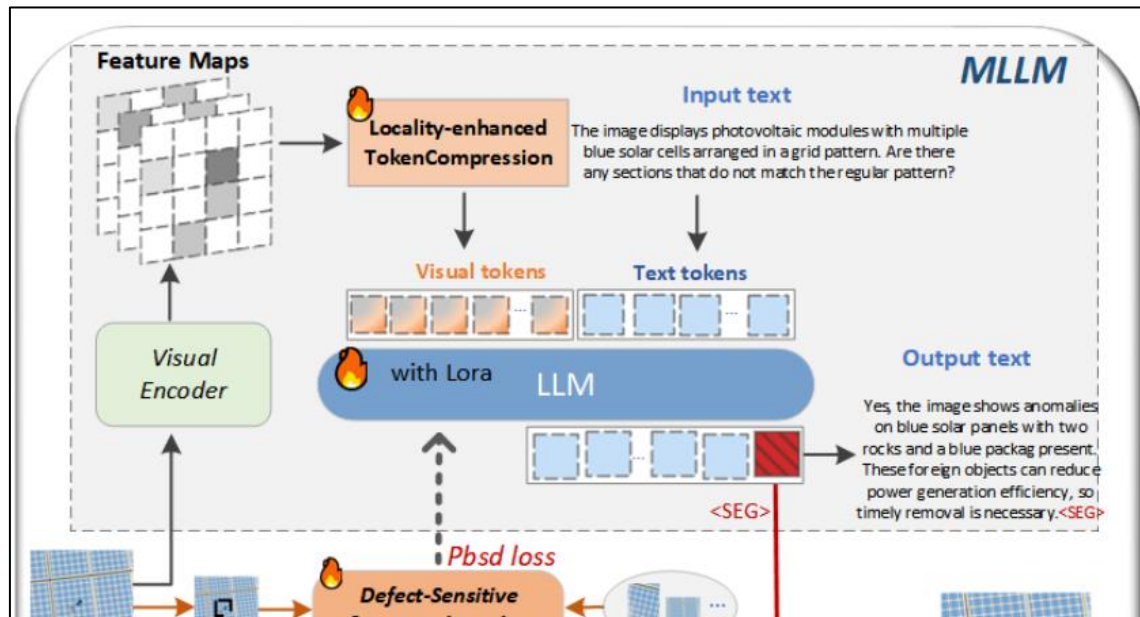 Feature Maps
MLLM
Locality-enhanced
TokenCompression
Input text
The image displays photovoltaic modules with multiple
blue solar cells arranged in a grid pattern. Are there
any sections that do not match the regular pattern?
Visual tokens
Text tokens
...
...
Visual
Encoder
with Lora
LLM
Output text
Yes, the image shows anomalies
on blue solar panels with two
rocks and a blue packag present.
These foreign objects can reduce
power generation efficiency, so
timely removal is necessary.<SEG>
...
<SEG>
Pbsd loss
Defect-Sensitive
...